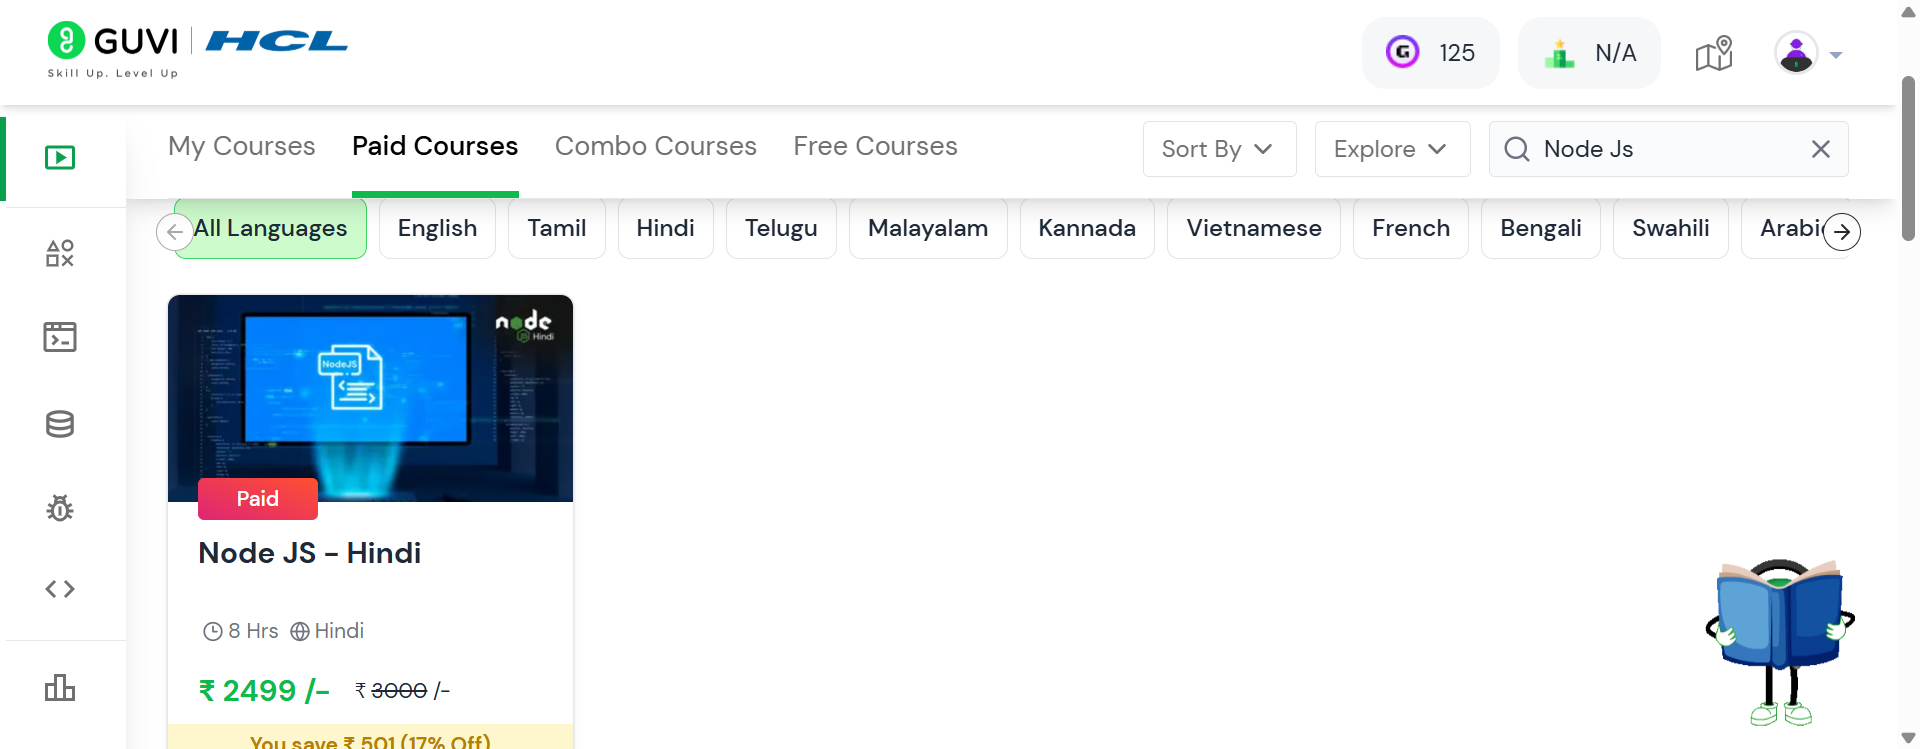 GUVI HCL
Skill Up. Level Up
125
N/A
My Courses Paid Courses Combo Courses Free Courses
Sort By Explore Node Js
All Languages English Tamil Hindi Telugu Malayalam Kannada Vietnamese French Bengali Swahili Arabi
node
JS Hindi
NodeJS
Paid
Node JS - Hindi
8 Hrs Hindi
₹ 2499 /- ₹ 3000 /-
You save ₹ 501 (17% Off)